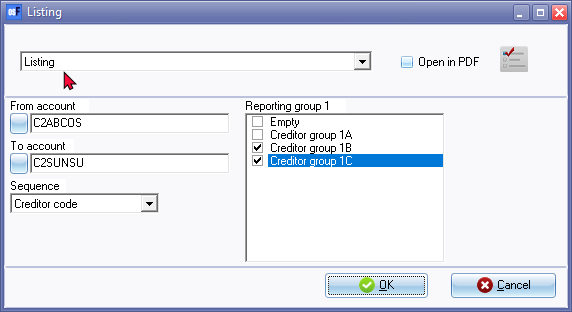 Listing
Listing
Open in PDF
From account
C2ABCOS
To account
C2SUNSU
Sequence
Creditor code
Reporting group 1
Empty
Creditor group 1A
Creditor group 1B
Creditor group 1C
OK
Cancel